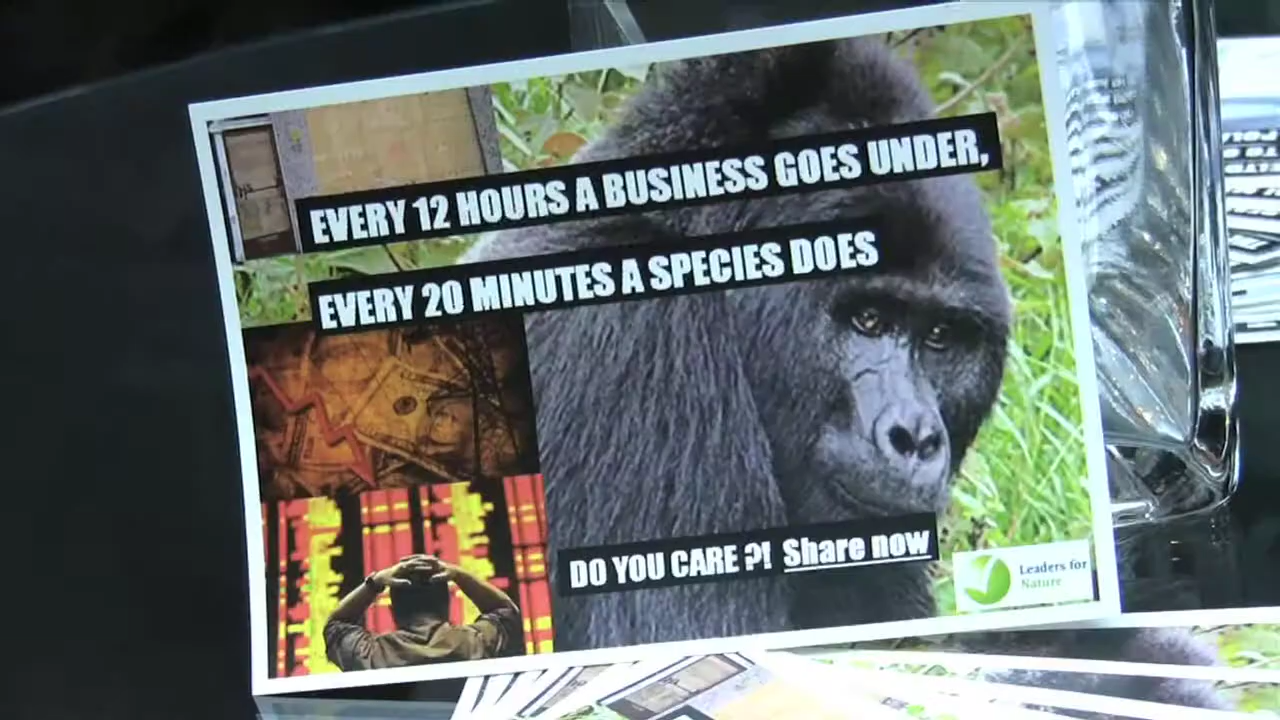 EVERY 12 HOURS A BUSINESS GOES UNDER,
EVERY 20 MINUTES A SPECIES DOES
DO YOU CARE ?! Share now
Leaders for
Nature